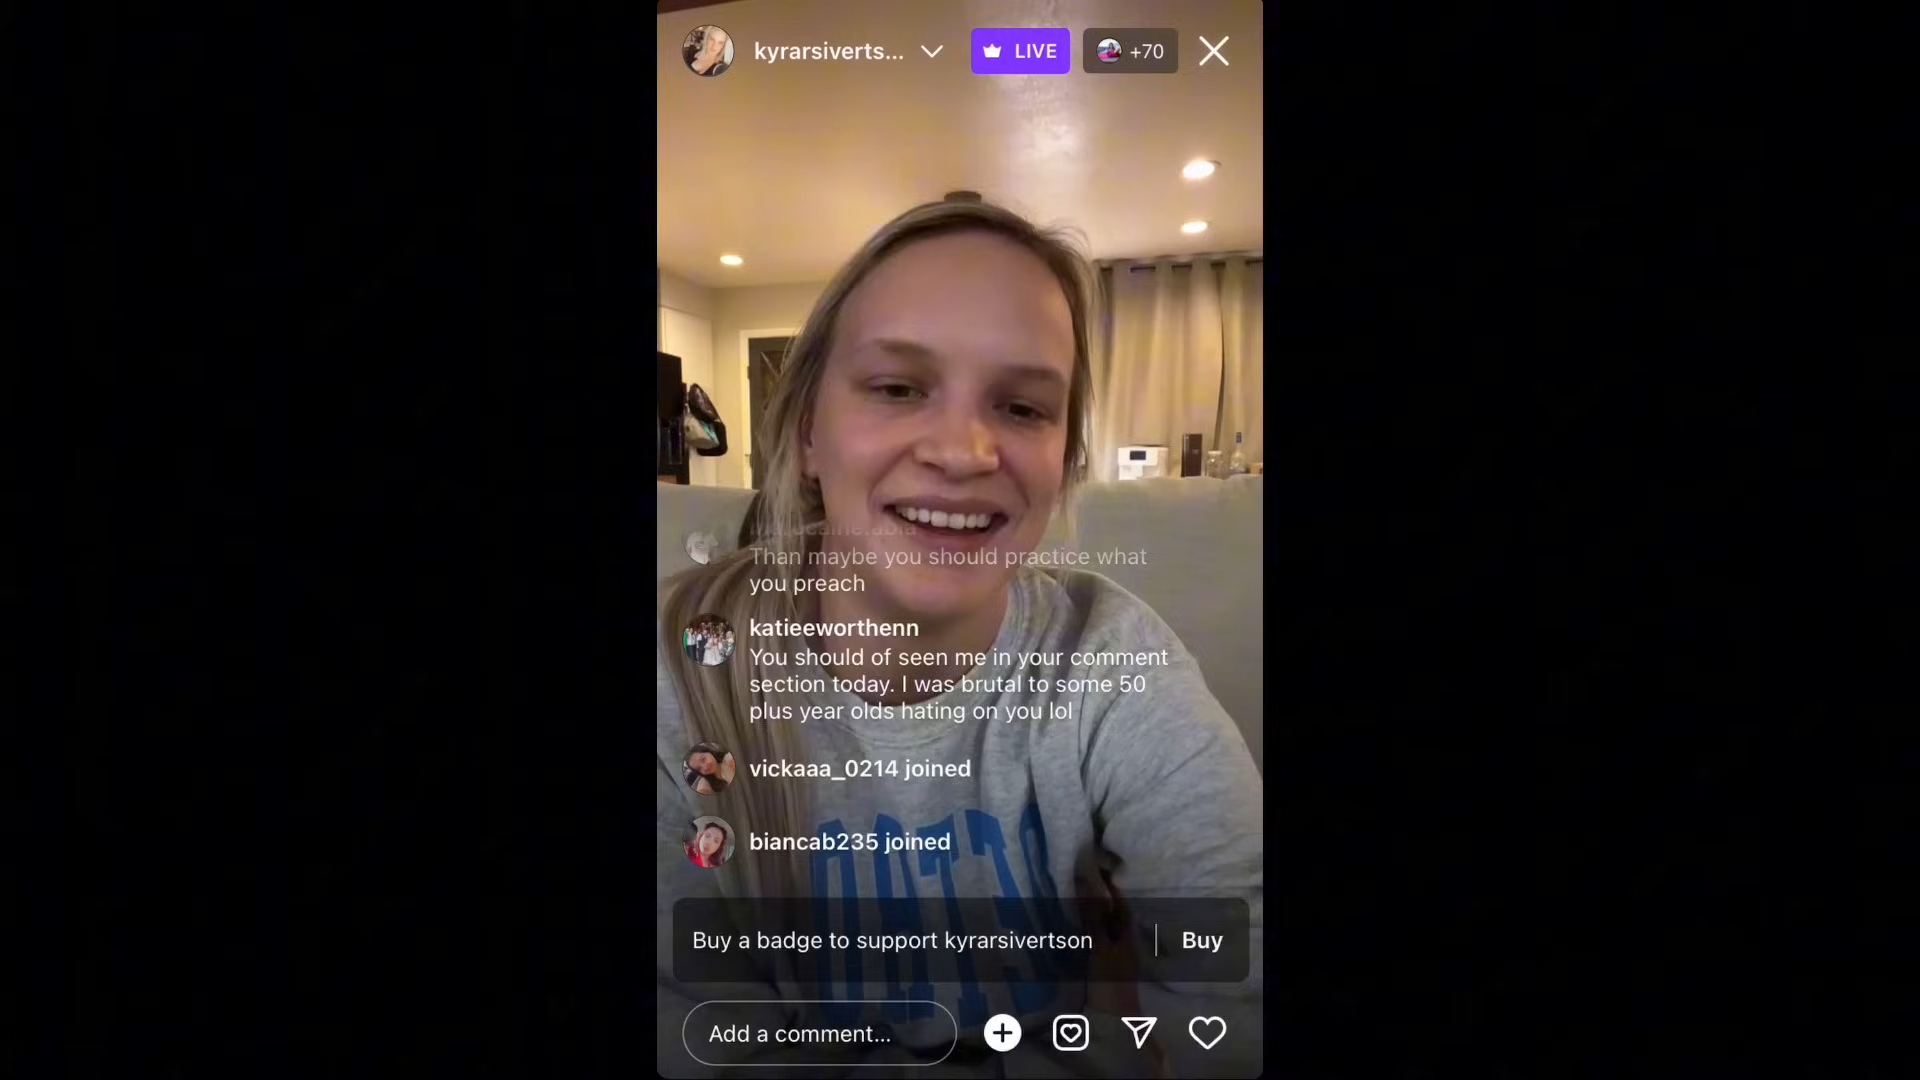 kyrarsiverts...
LIVE
+70
Than maybe you should practice what
you preach
katieeworthenn
You should of seen me in your comment
section today. I was brutal to some 50
plus year olds hating on you lol
vickaaa_0214 joined
biancab235 joined
Buy a badge to support kyrarsivertson
Buy
Add a comment...